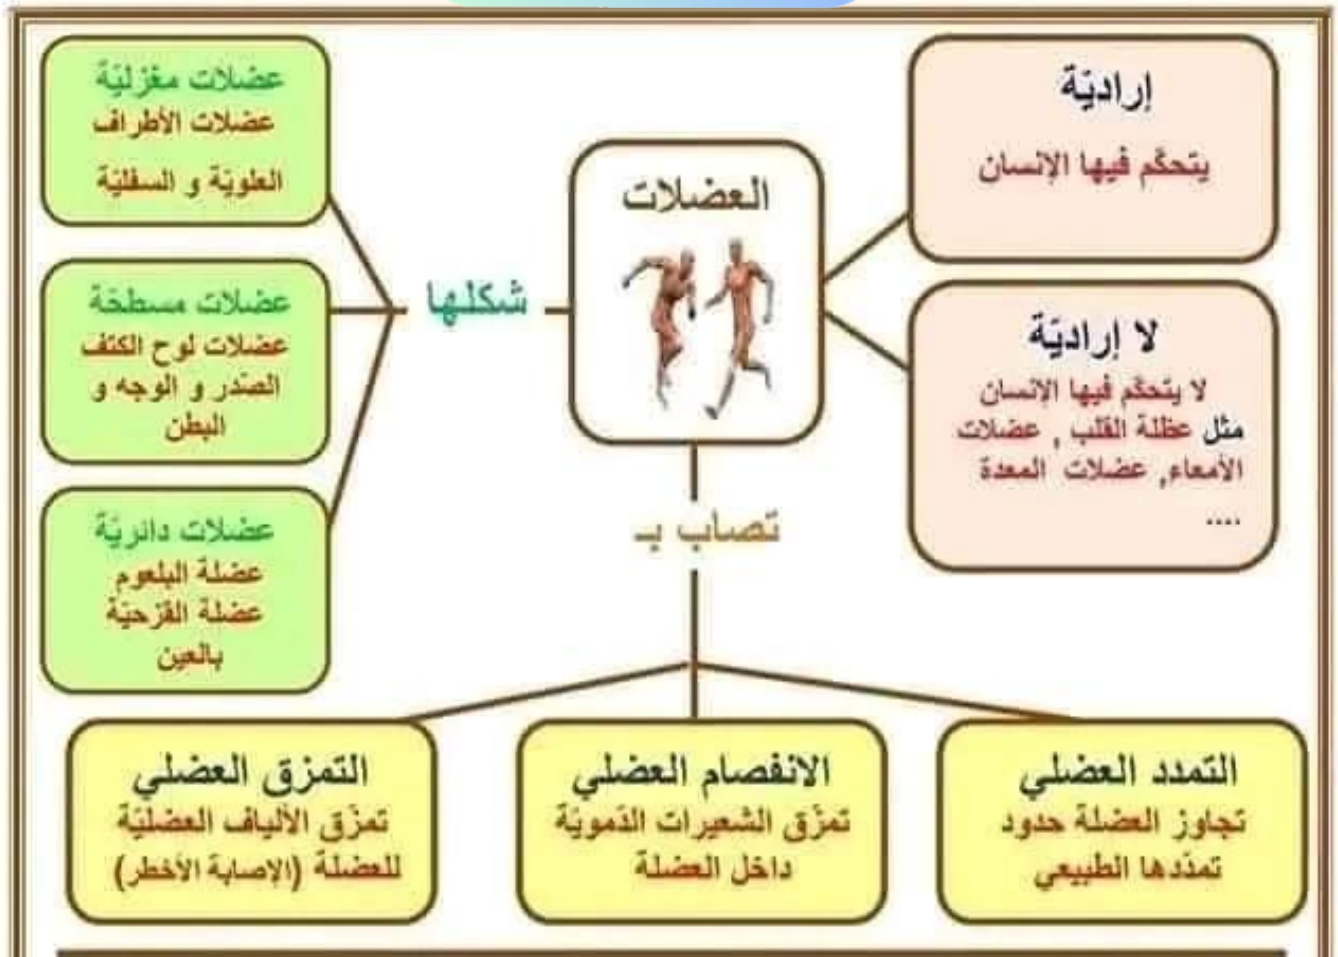 العضلات
إراديّة
يتحكّم فيها الإنسان
لا إراديّة
لا يتحكّم فيها الإنسان
مثل عظلة القلب , عضلات
الأمعاء, عضلات المعدة
....
شكلها
عضلات مغزليّة
عضلات الأطراف
العلويّة و السفليّة
عضلات مسطحّة
عضلات لوح الكتف
الصّدر و الوجه و
البطن
عضلات دائريّة
عضلة البلعوم
عضلة القزحيّة
بالعين
تصاب بـ
التمدد العضلي
تجاوز العضلة حدود
تمدّدها الطبيعي
الانفصام العضلي
تمزّق الشعيرات الدّمويّة
داخل العضلة
التمزق العضلي
تمزّق الألياف العضليّة
للعضلة (الإصابة الأخطر)